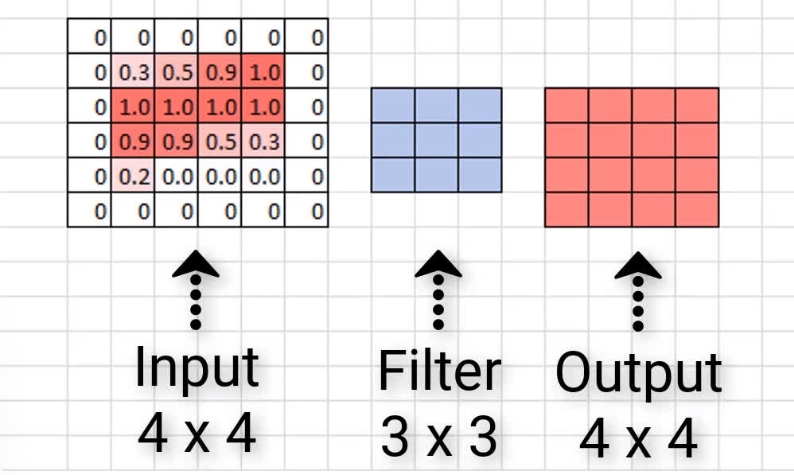 0 0 0 0 0 0
0 0.3 0.5 0.9 1.0 0
0 1.0 1.0 1.0 1.0 0
0 0.9 0.9 0.5 0.3 0
0 0.2 0.0 0.0 0.0 0
0 0 0 0 0 0
Input
4 x 4
Filter
3 x 3
Output
4 x 4